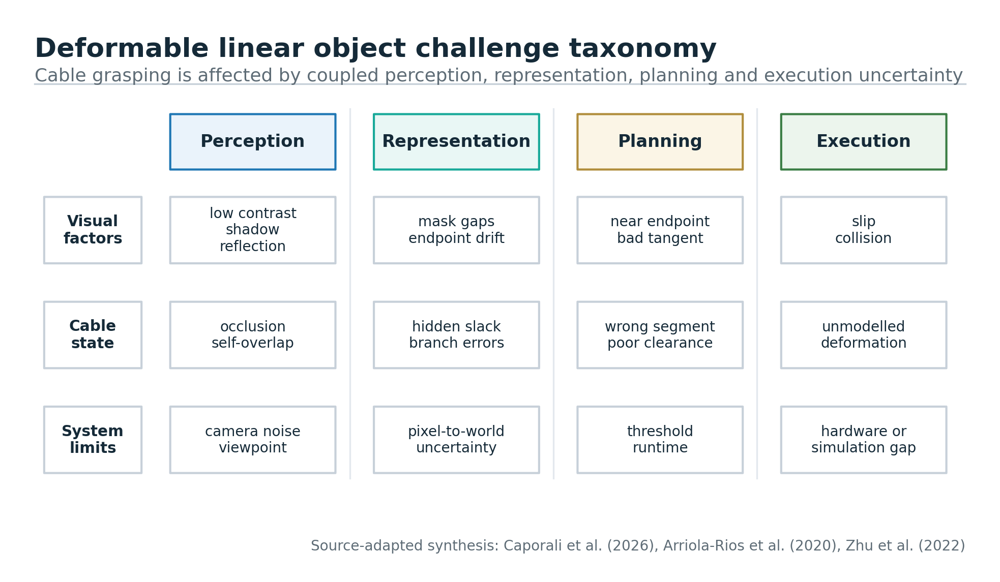 Deformable linear object challenge taxonomy
Cable grasping is affected by coupled perception, representation, planning and execution uncertainty
Perception
Representation
Planning
Execution
Visual
factors
low contrast
shadow
reflection
mask gaps
endpoint drift
near endpoint
bad tangent
slip
collision
Cable
state
occlusion
self-overlap
hidden slack
branch errors
wrong segment
poor clearance
unmodelled
deformation
System
limits
camera noise
viewpoint
pixel-to-world
uncertainty
threshold
runtime
hardware or
simulation gap
Source-adapted synthesis: Caporali et al. (2026), Arriola-Rios et al. (2020), Zhu et al. (2022)